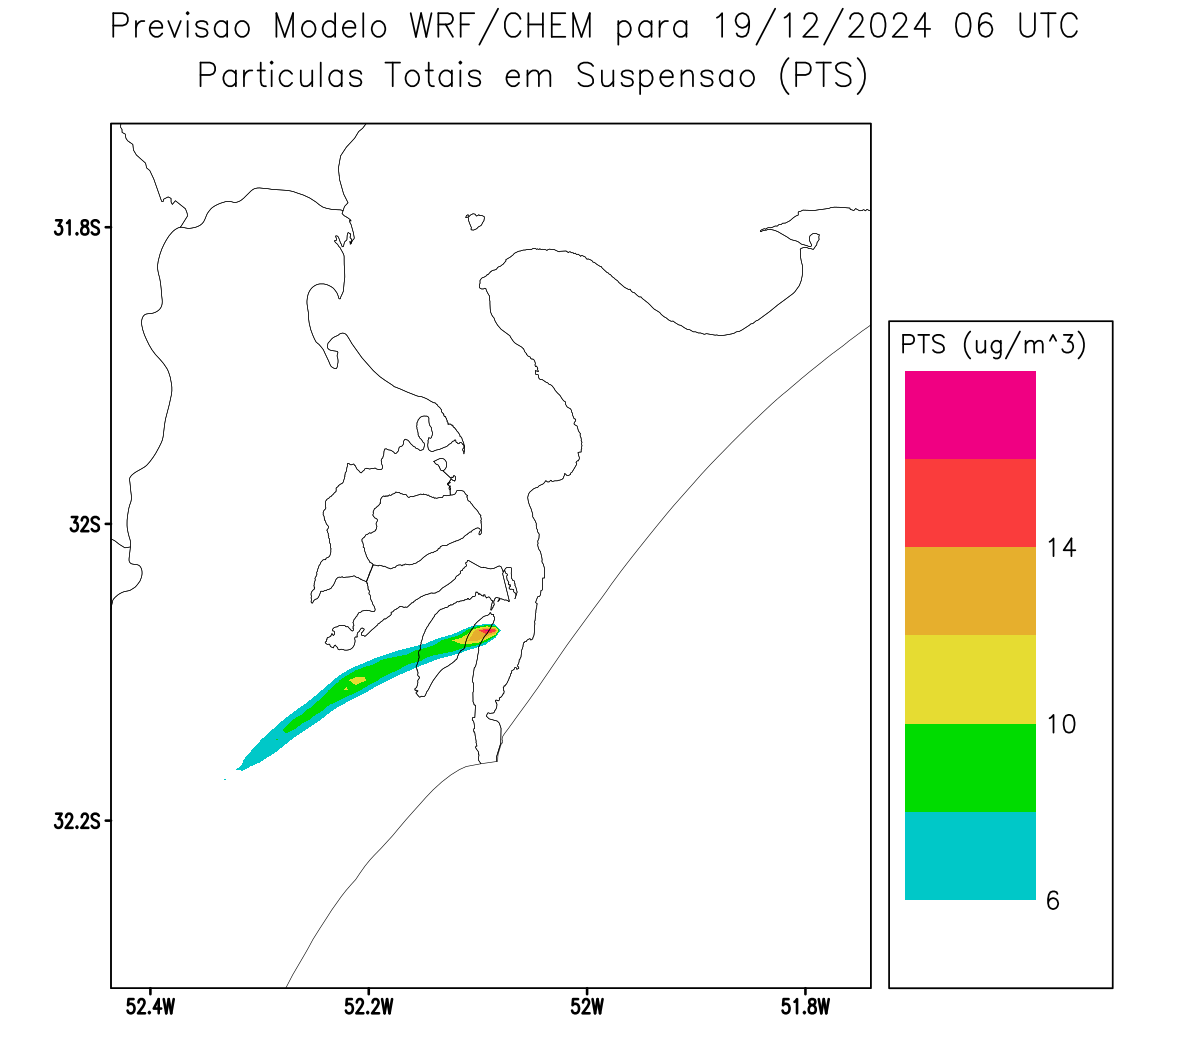 Previsao Modelo WRF/CHEM para 19/12/2024 06 UTC
Particulas Totais em Suspensao (PTS)
31.8S
32S
32.2S
52.4W
52.2W
52W
51.8W
PTS (ug/m^3)
14
10
6